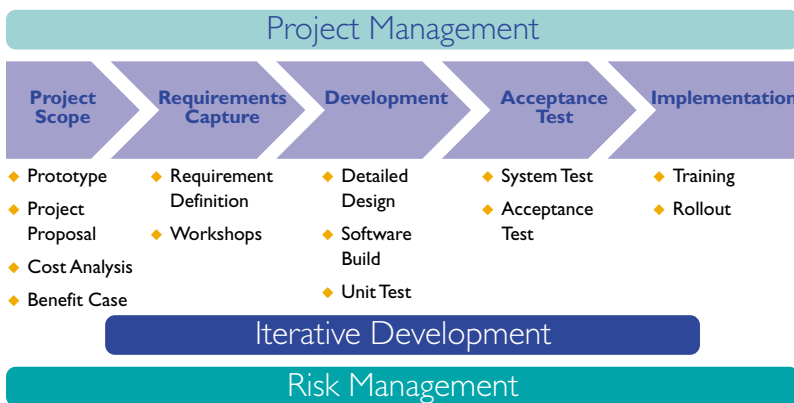 Project Management
Project
Scope
Requirements
Capture
Development
Acceptance
Test
Implementation
Prototype
Project
Proposal
Cost Analysis
Benefit Case
Requirement
Definition
Workshops
Detailed
Design
Software
Build
Unit Test
System Test
Acceptance
Test
Training
Rollout
Iterative Development
Risk Management